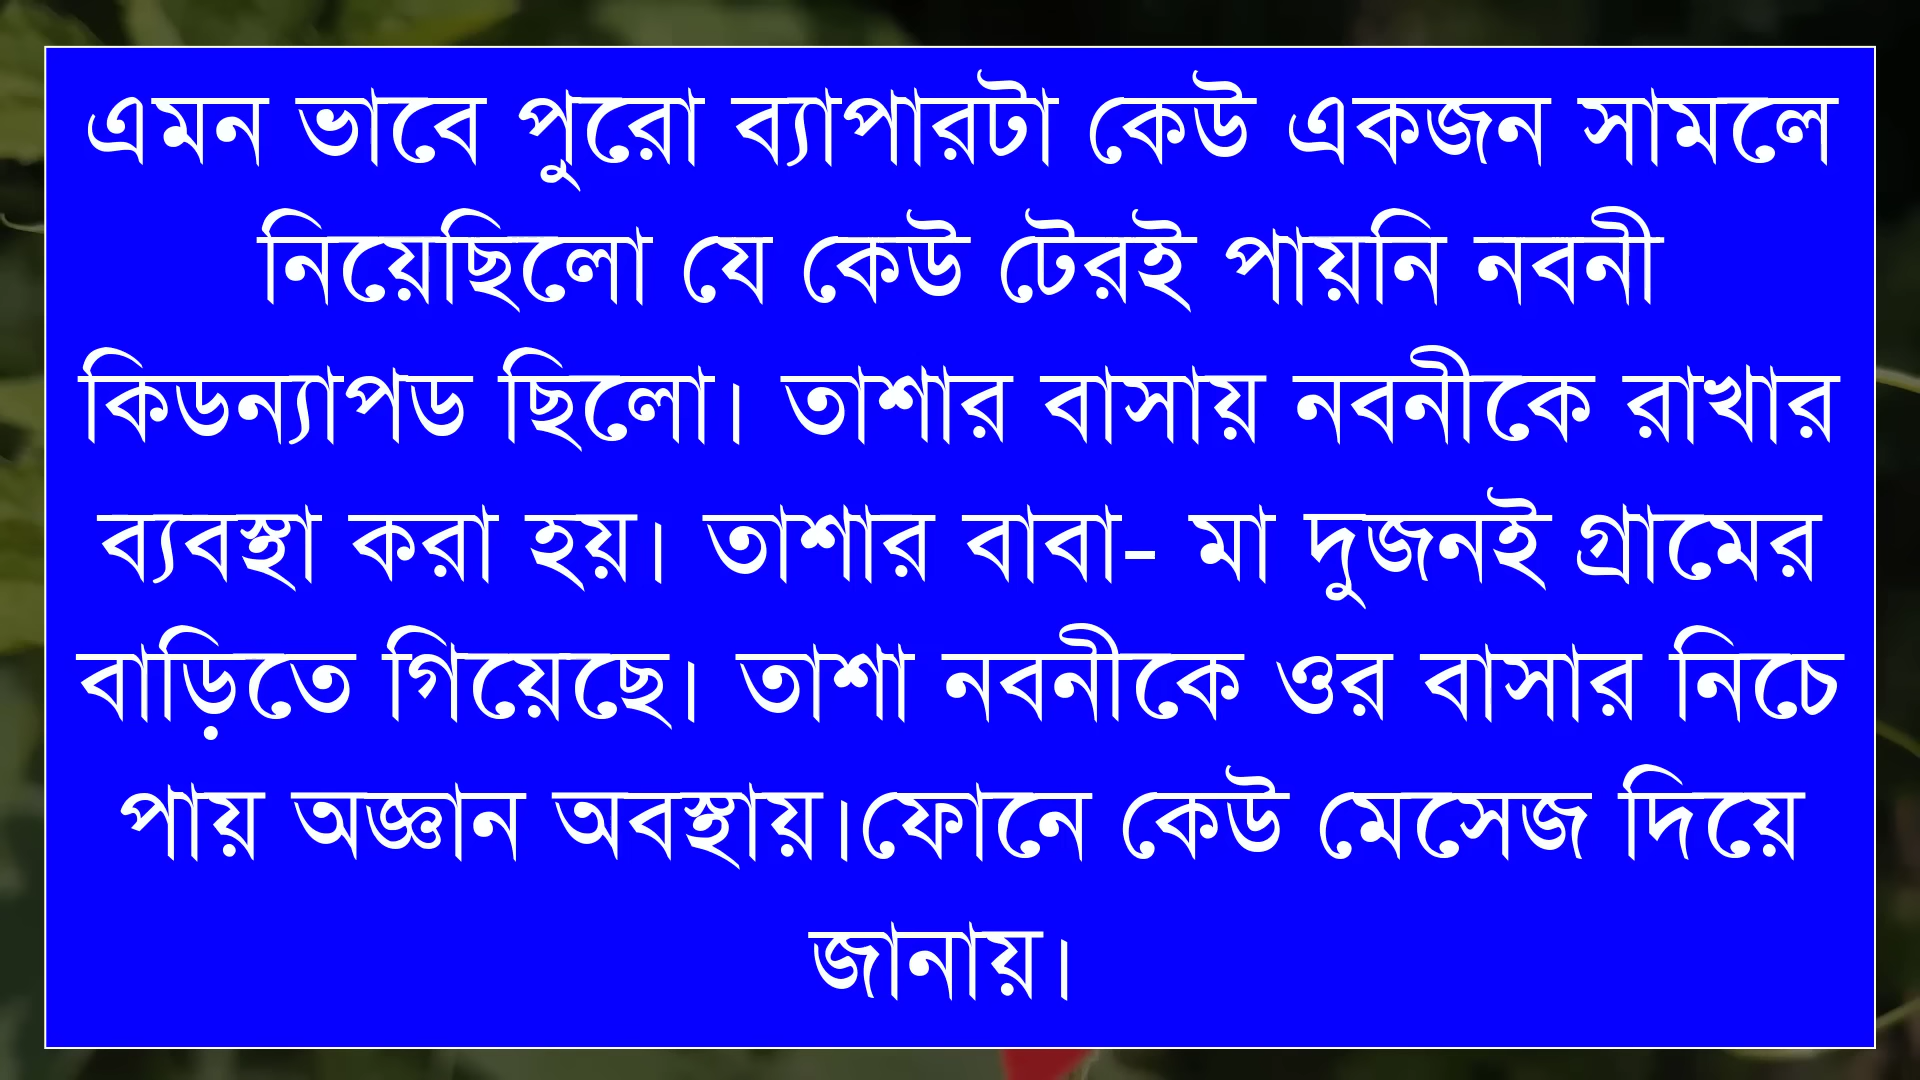 এমন ভাবে পুরো ব্যাপারটা কেউ একজন সামলে
নিয়েছিলো যে কেউ টেরই পায়নি নবনী
কিডন্যাপড ছিলো। তাশার বাসায় নবনীকে রাখার
ব্যবস্থা করা হয়। তাশার বাবা- মা দুজনই গ্রামের
বাড়িতে গিয়েছে। তাশা নবনীকে ওর বাসার নিচে
পায় অজ্ঞান অবস্থায়।ফোনে কেউ মেসেজ দিয়ে
জানায়।